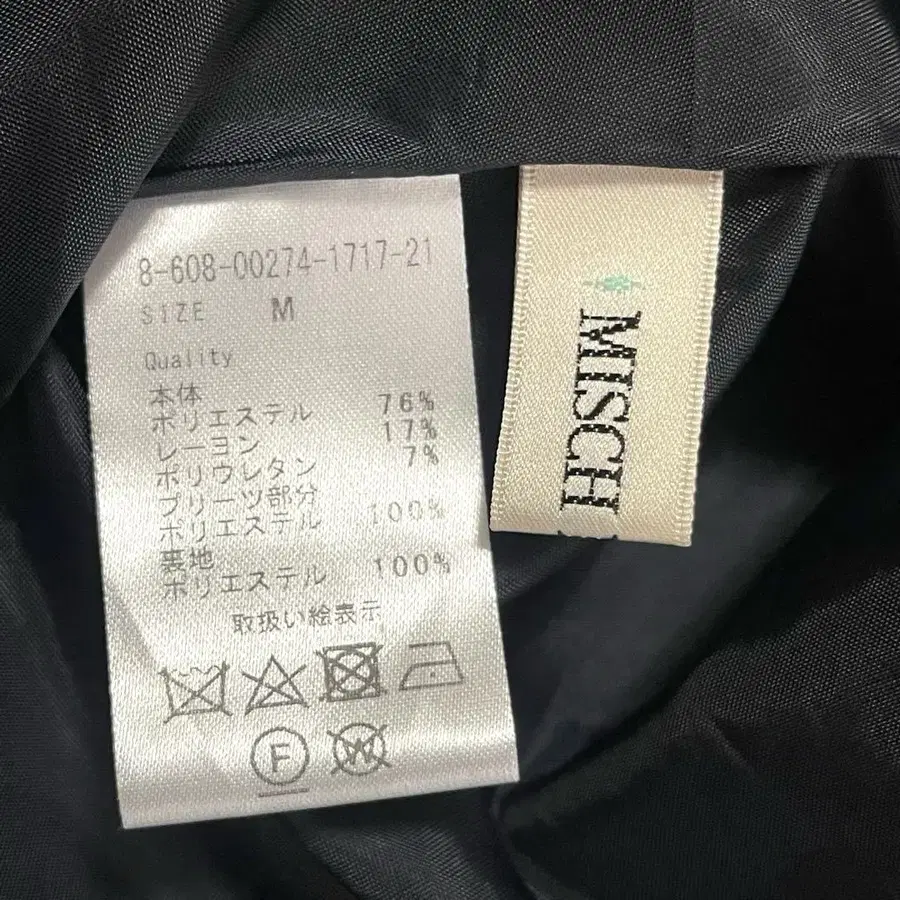 8-608-00274-1717-21
SIZE M
Quality
本体
ポリエステル 76%
レーヨン 17%
ポリウレタン 7%
プリーツ部分
ポリエステル 100%
裏地
ポリエステル 100%
取扱い絵表示
F
W
MISCH